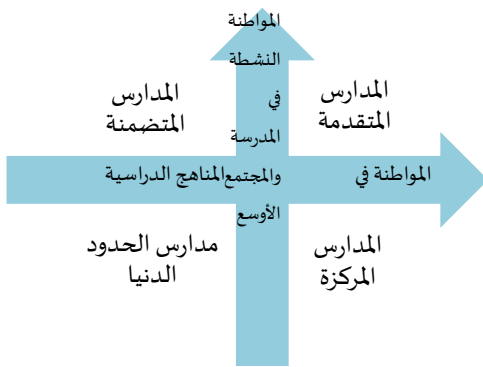 المواطنة
النشطة
في
المدرسة
والمجتمع
الأوسع
المدارس
المتقدمة
المدارس
المتضمنة
المواطنة في المناهج الدراسية
المدارس
المركزة
مدارس الحدود
الدنيا